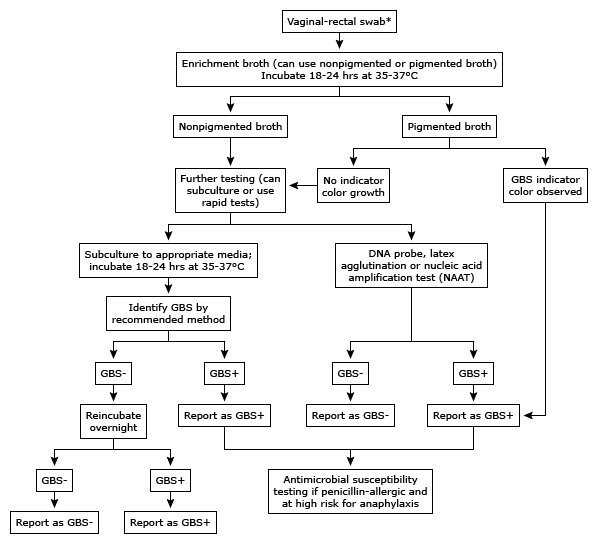 Vaginal-rectal swab*
Enrichment broth (can use nonpigmented or pigmented broth)
Incubate 18-24 hrs at 35-37ºC
Nonpigmented broth
Pigmented broth
Further testing (can
subculture or use
rapid tests)
No indicator
color growth
GBS indicator
color observed
Subculture to appropriate media;
incubate 18-24 hrs at 35-37ºC
DNA probe, latex
agglutination or nucleic acid
amplification test (NAAT)
Identify GBS by
recommended method
GBS-
GBS+
GBS-
GBS+
Reincubate
overnight
Report as GBS+
Report as GBS-
Report as GBS+
GBS-
GBS+
Antimicrobial susceptibility
testing if penicillin-allergic and
at high risk for anaphylaxis
Report as GBS-
Report as GBS+